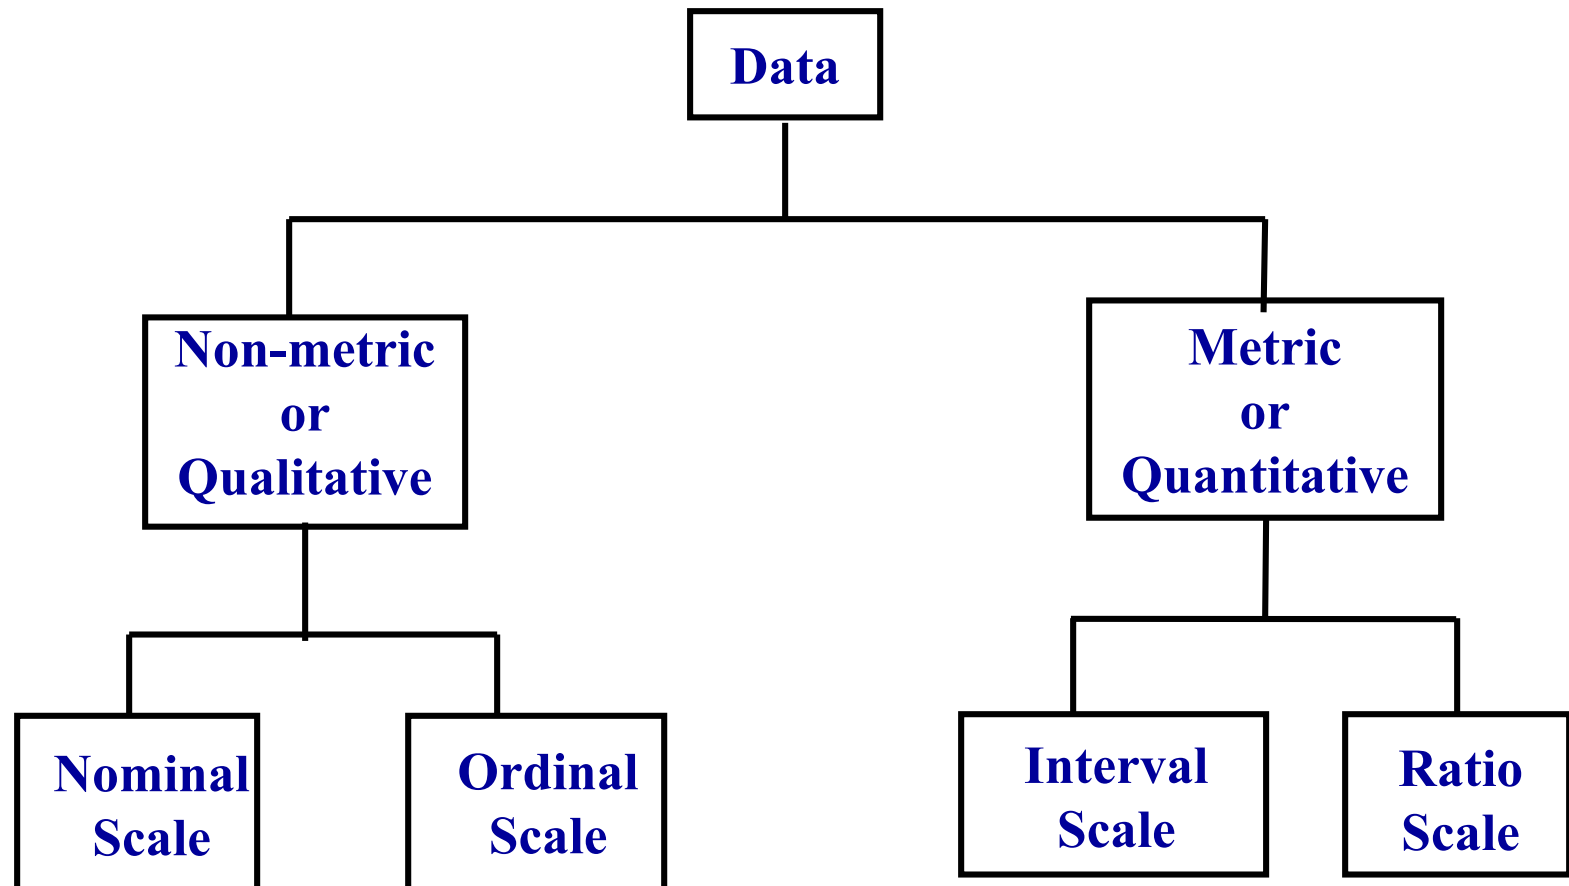 Data
Non-metric
or
Qualitative
Metric
or
Quantitative
Nominal
Scale
Ordinal
Scale
Interval
Scale
Ratio
Scale